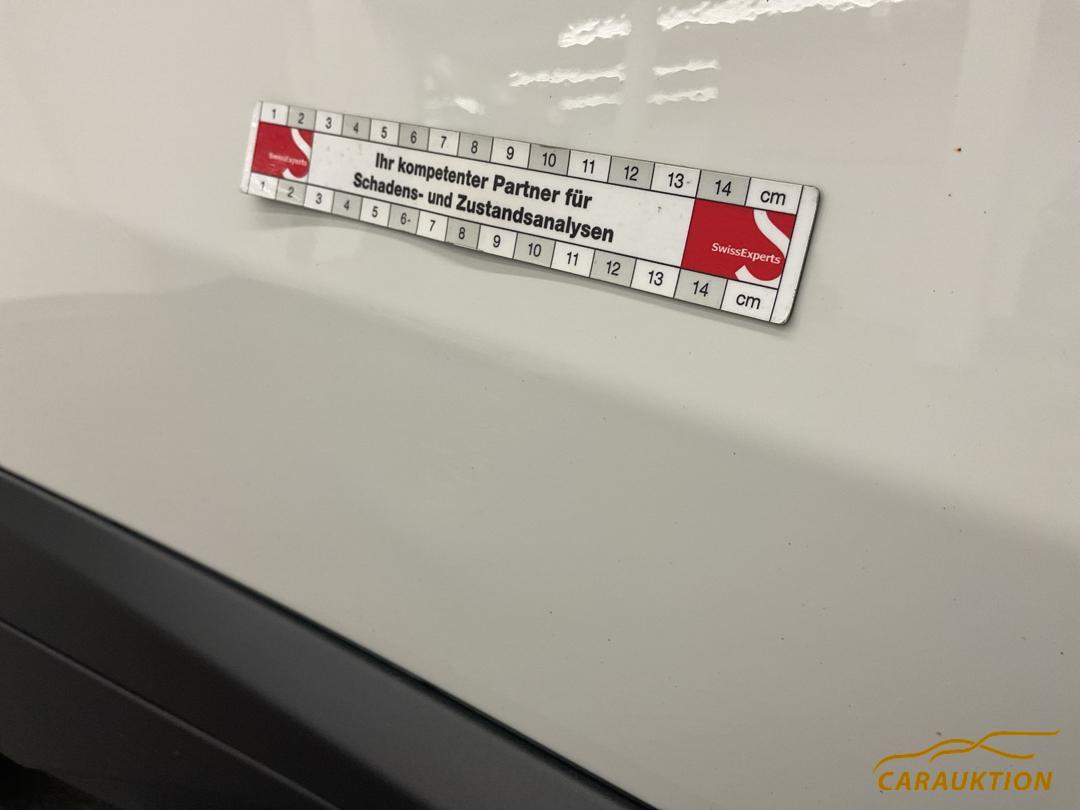 1 2 3 4 5 6 7 8 9 10 11 12 13 14 cm
SwissExperts
Ihr kompetenter Partner für
Schadens- und Zustandsanalysen
SwissExperts
1 2 3 4 5 6 7 8 9 10 11 12 13 14 cm
CARAUKTION